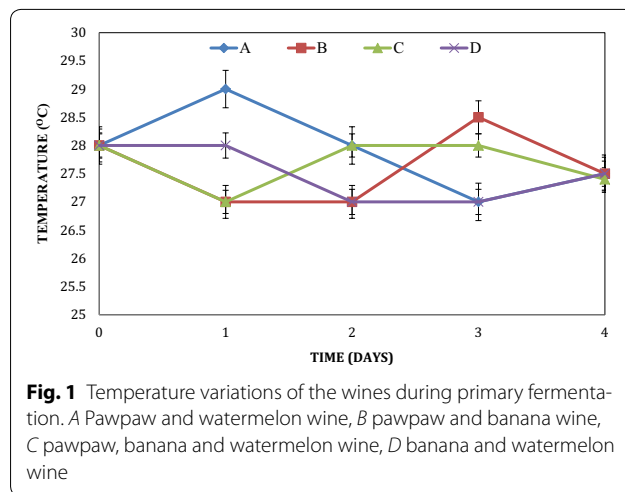 30
29.5
A B C D
29
28.5
28
27.5
27
26.5
26
25.5
25
TEMPERATURE (⁰C)
0 1 2 3 4
TIME (DAYS)
Fig. 1 Temperature variations of the wines during primary fermenta-
tion. A Pawpaw and watermelon wine, B pawpaw and banana wine,
C pawpaw, banana and watermelon wine, D banana and watermelon
wine